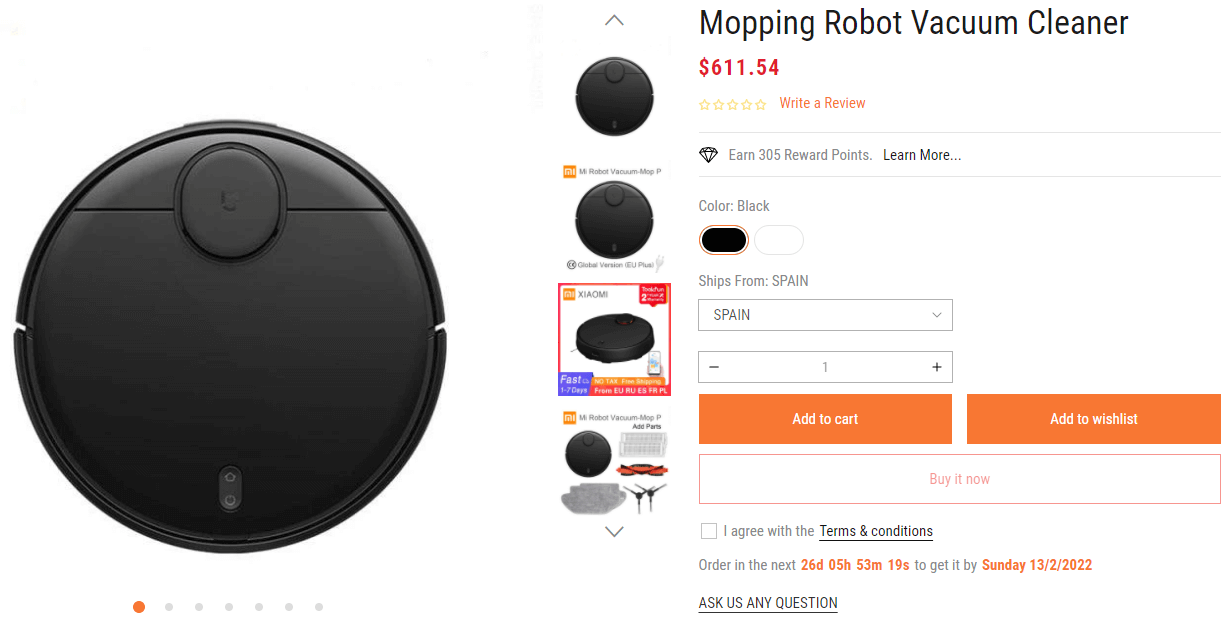 Mopping Robot Vacuum Cleaner
$611.54
Write a Review
Earn 305 Reward Points. Learn More...
Color: Black
Ships From: SPAIN
SPAIN
1
Add to cart
Add to wishlist
Buy it now
I agree with the Terms & conditions
Order in the next 26d 05h 53m 19s to get it by Sunday 13/2/2022
ASK US ANY QUESTION
mi Mi Robot Vacuum-Mop P
Global Version (EU Plus)
mi XIAOMI
Fast
1-7 Days
NO TAX Free Shipping
From EU RU ES FR PL
mi Mi Robot Vacuum-Mop P
Add Parts